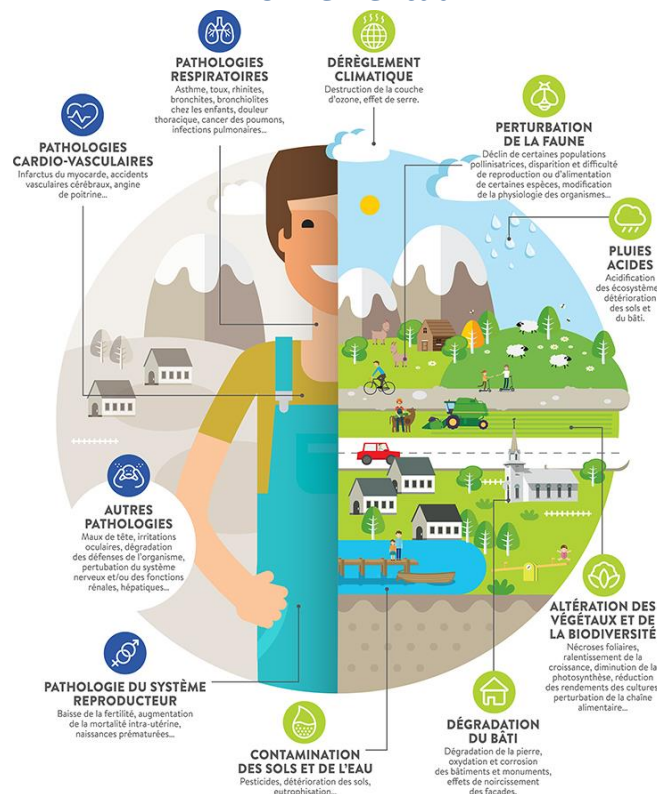 PATHOLOGIES
RESPIRATOIRES
Asthme, toux, rhinites,
bronchites, bronchiolites
chez les enfants, douleur
thoracique, cancer des poumons,
infections pulmonaires...
DÉRÈGLEMENT
CLIMATIQUE
Destruction de la couche
d'ozone, effet de serre.
PATHOLOGIES
CARDIO-VASCULAIRES
Infarctus du myocarde, accidents
vasculaires cérébraux, angine
de poitrine...
PERTURBATION
DE LA FAUNE
Déclin de certaines populations
pollinisatrices, disparition et difficulté
de reproduction ou d'alimentation
de certaines espèces, modification
de la physiologie des organismes...
PLUIES
ACIDES
Acidification
des écosystème
détérioration
des sols et
du bâti.
AUTRES
PATHOLOGIES
Maux de tête, irritations
oculaires, dégradation
des défenses de l'organisme,
pertubation du système
nerveux et/ou des fonctions
rénales, hépatiques...
ALTÉRATION DES
VÉGÉTAUX ET DE
LA BIODIVERSITÉ
Nécroses foliaires,
ralentissement de la
croissance, diminution de la
photosynthèse, réduction
des rendements des cultures
perturbation de la chaîne
alimentaire...
PATHOLOGIE DU SYSTÈME
REPRODUCTEUR
Baisse de la fertilité, augmentation
de la mortalité intra-utérine,
naissances prématurées...
CONTAMINATION
DES SOLS ET DE L'EAU
Pesticides, détérioration des sols,
eutrophisation...
DÉGRADATION
DU BÂTI
Dégradation de la pierre,
oxydation et corrosion
des bâtiments et monuments,
effets de noircissement
des façades.